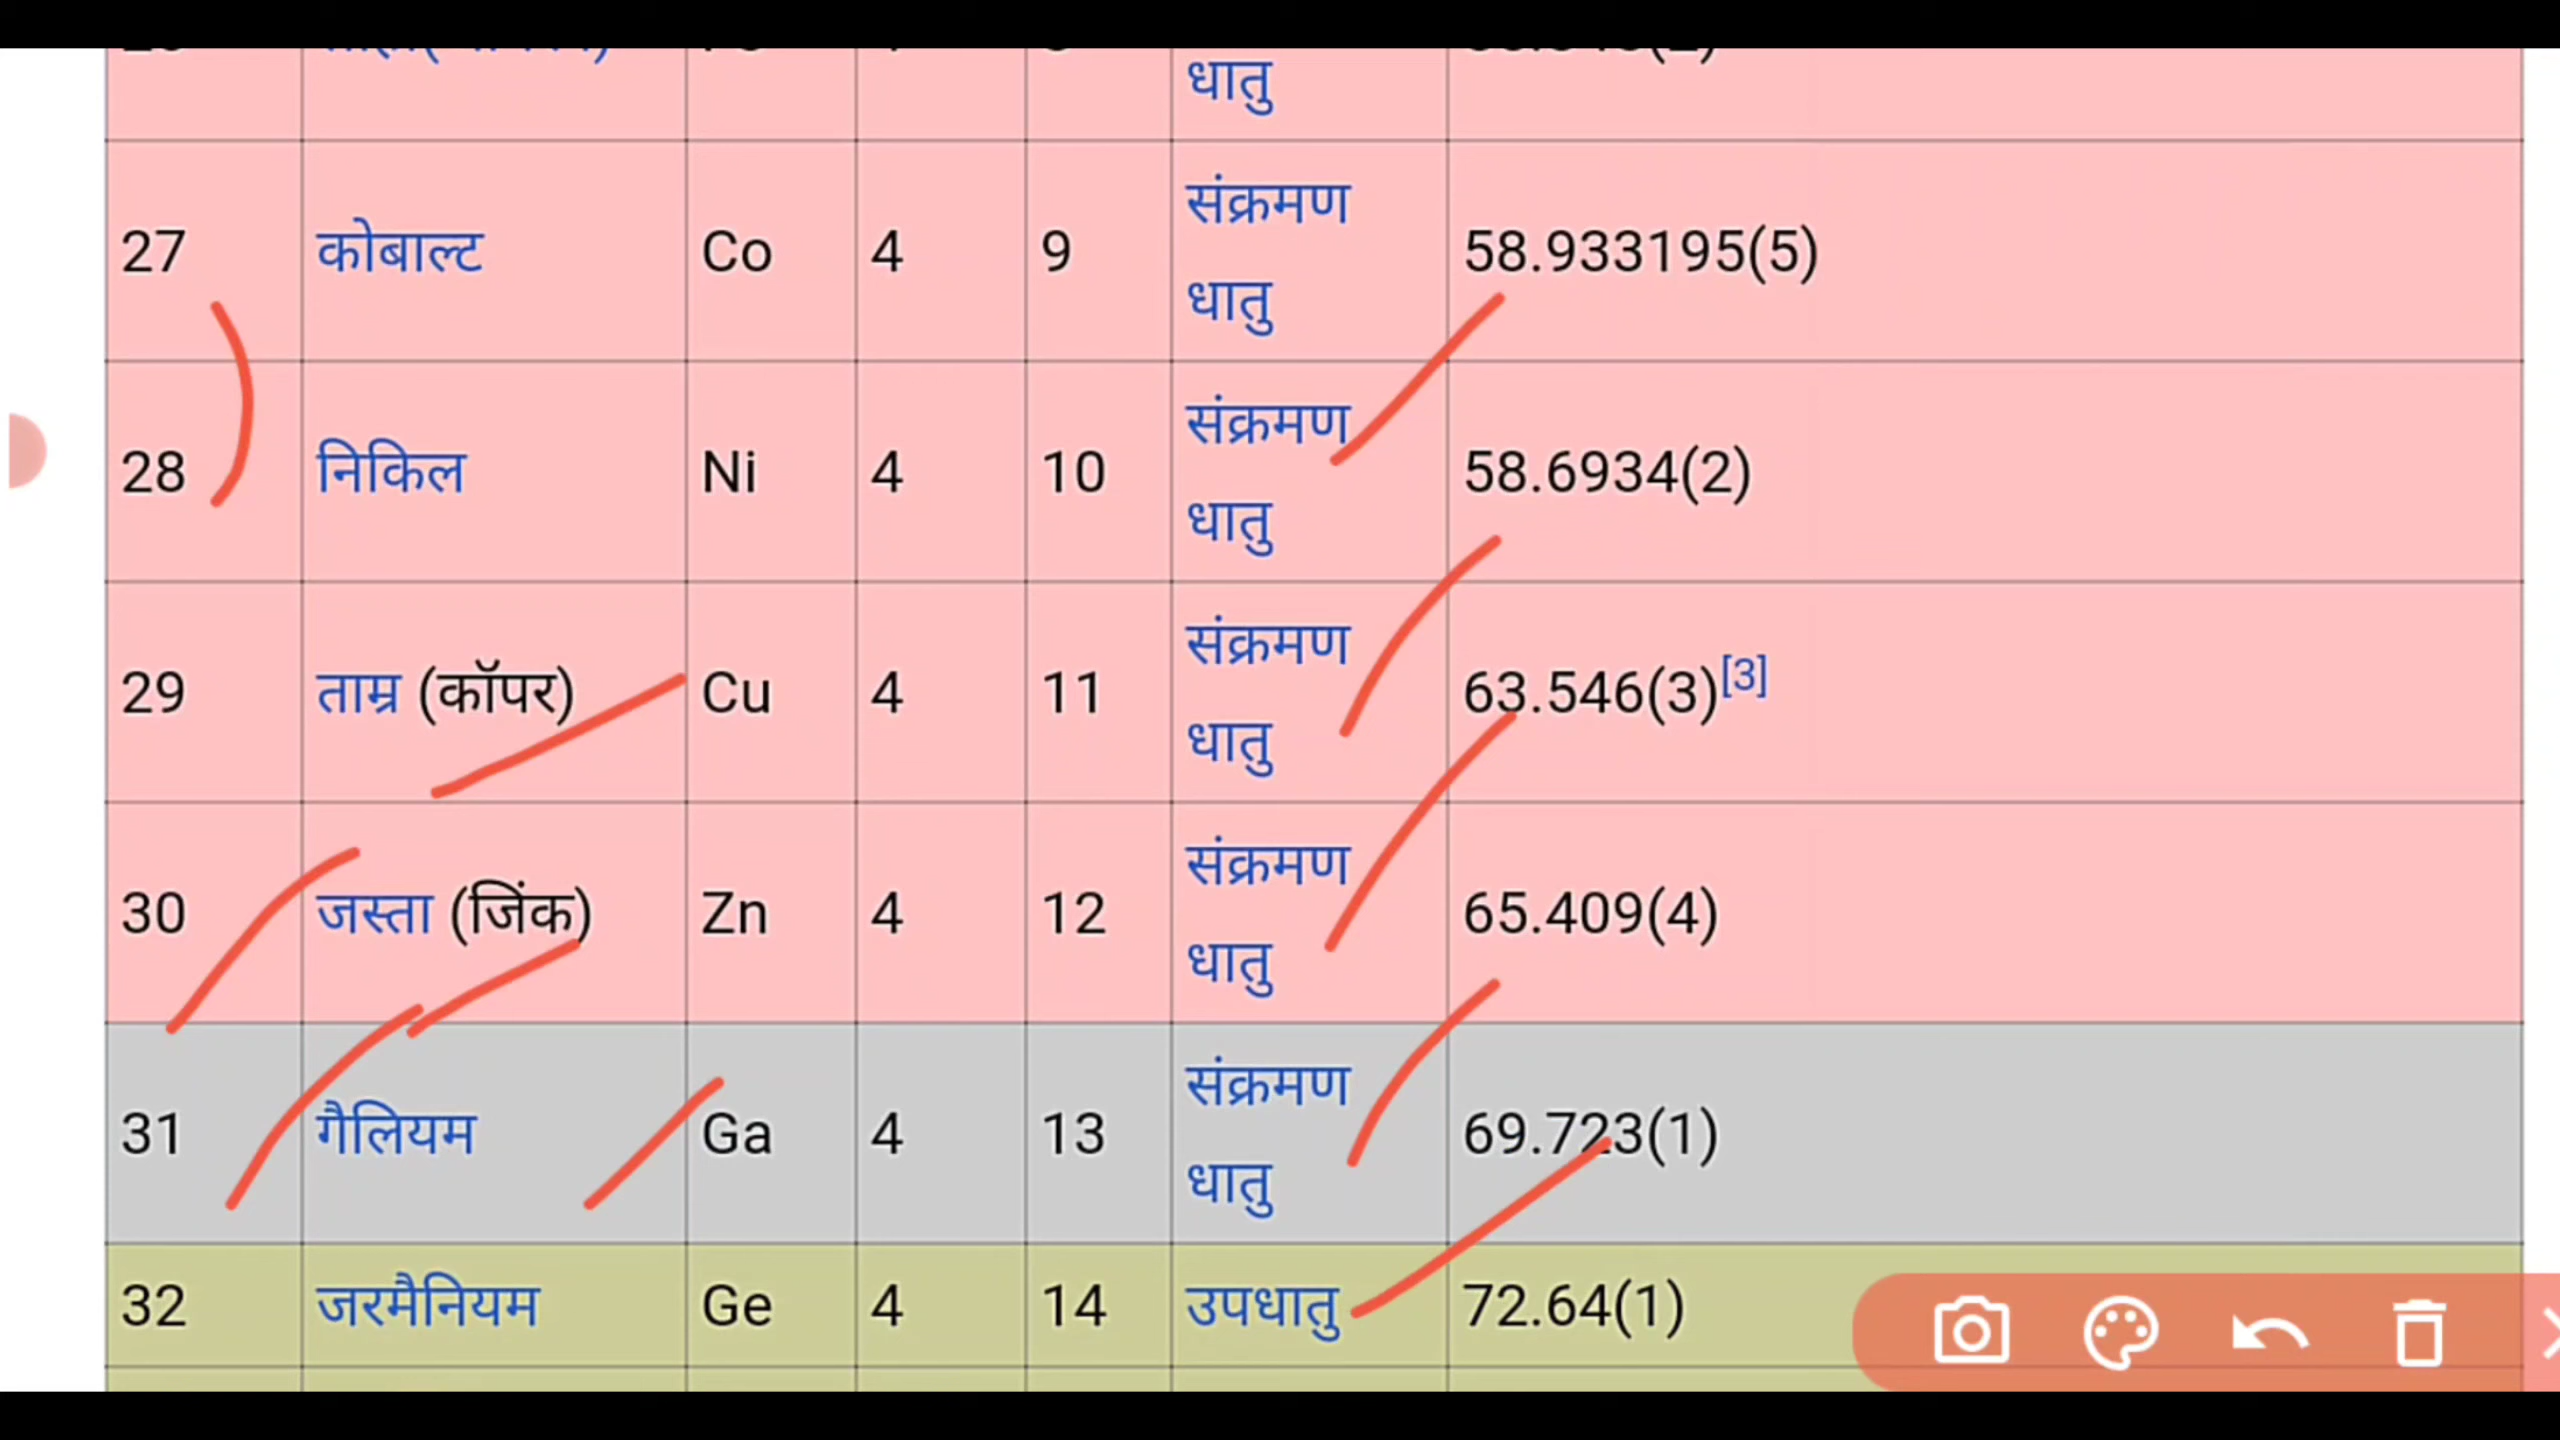 धातु
27 कोबाल्ट Co 4 9 संक्रमण धातु 58.933195(5)
28 निकिल Ni 4 10 संक्रमण धातु 58.6934(2)
29 ताम्र (कॉपर) Cu 4 11 संक्रमण धातु 63.546(3)[3]
30 जस्ता (जिंक) Zn 4 12 संक्रमण धातु 65.409(4)
31 गैलियम Ga 4 13 संक्रमण धातु 69.723(1)
32 जरमैनियम Ge 4 14 उपधातु 72.64(1)